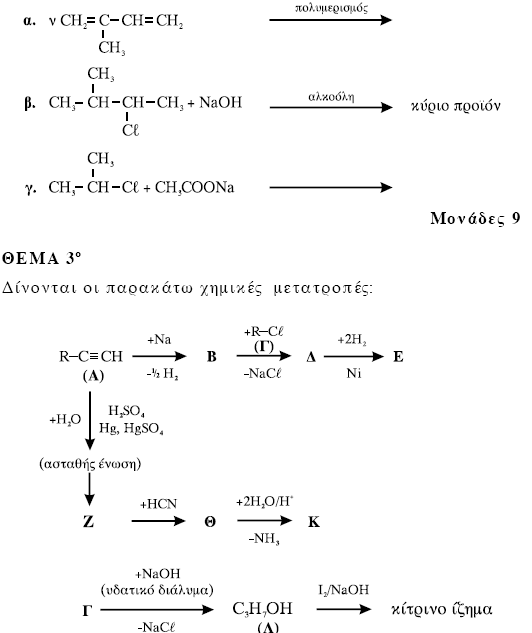 πολυμερισμός
α. ν CH₂=C–CH=CH₂
CH₃
CH₃
αλκοόλη
β. CH₃–CH–CH–CH₃ + NaOH κύριο προϊόν
Cℓ
CH₃
γ. CH₃–CH–Cℓ + CH₃COONa
Μονάδες 9
ΘΕΜΑ 3º
Δίνονται οι παρακάτω χημικές μετατροπές:
+Na +R–Cℓ +2H₂
R–C≡CH B (Γ) Δ E
(A) -½ H₂ –NaCℓ Ni
+H₂O H₂SO₄
Hg, HgSO₄
(ασταθής ένωση)
+HCN +2H₂O/H⁺
Z Θ K
–NH₃
+NaOH
(υδατικό διάλυμα) I₂/NaOH
Γ C₃H₇OH κίτρινο ίζημα
–NaCℓ (Λ)